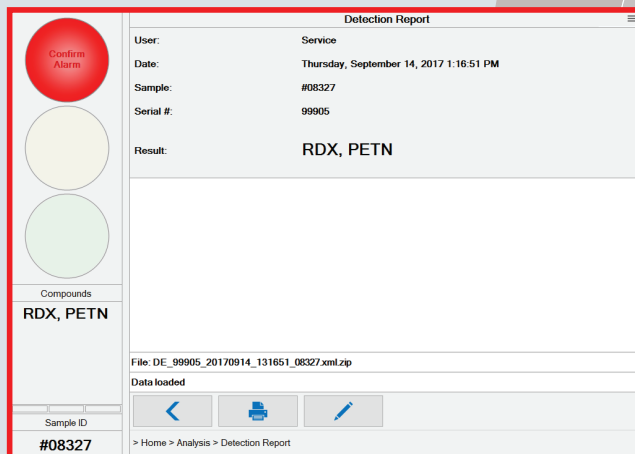 Confirm
Alarm
Compounds
RDX, PETN
Sample ID
#08327
Detection Report
User: Service
Date: Thursday, September 14, 2017 1:16:51 PM
Sample: #08327
Serial #: 99905
Result: RDX, PETN
File: DE_99905_20170914_131651_08327.xml.zip
Data loaded
> Home > Analysis > Detection Report